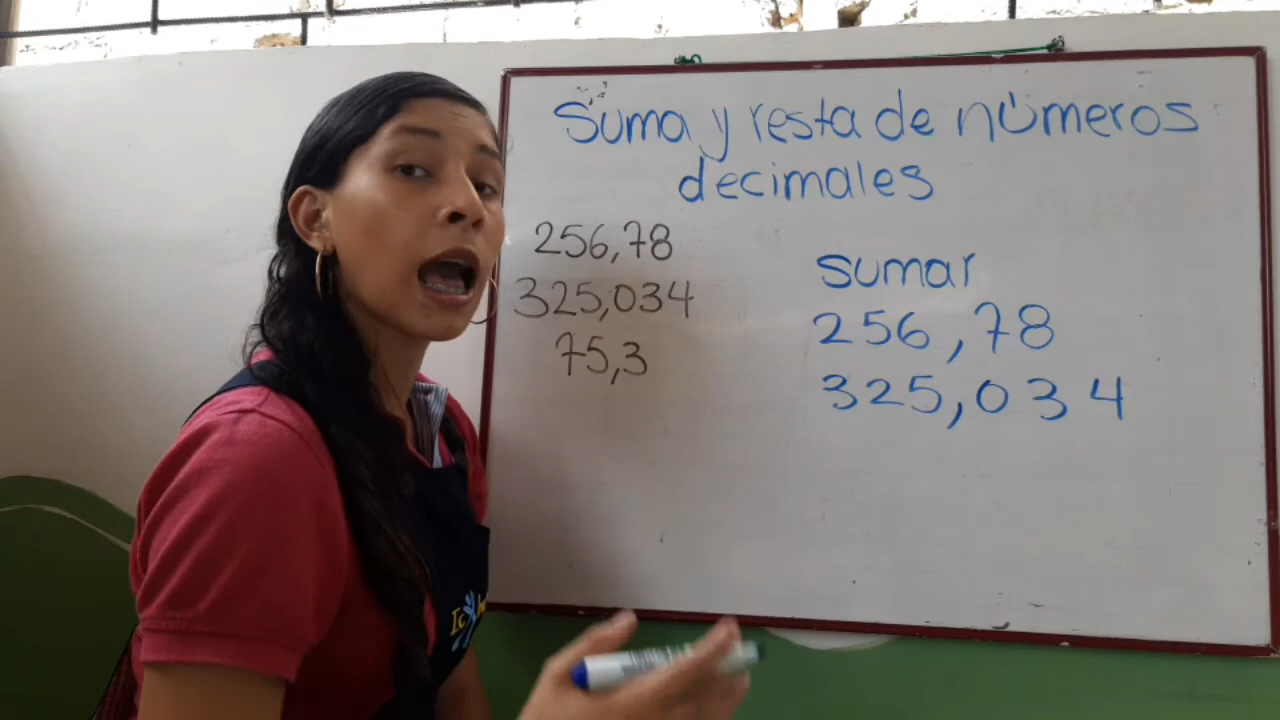 Suma y resta de números
decimales
256,78
325,034
75,3
sumar
256,78
325,034